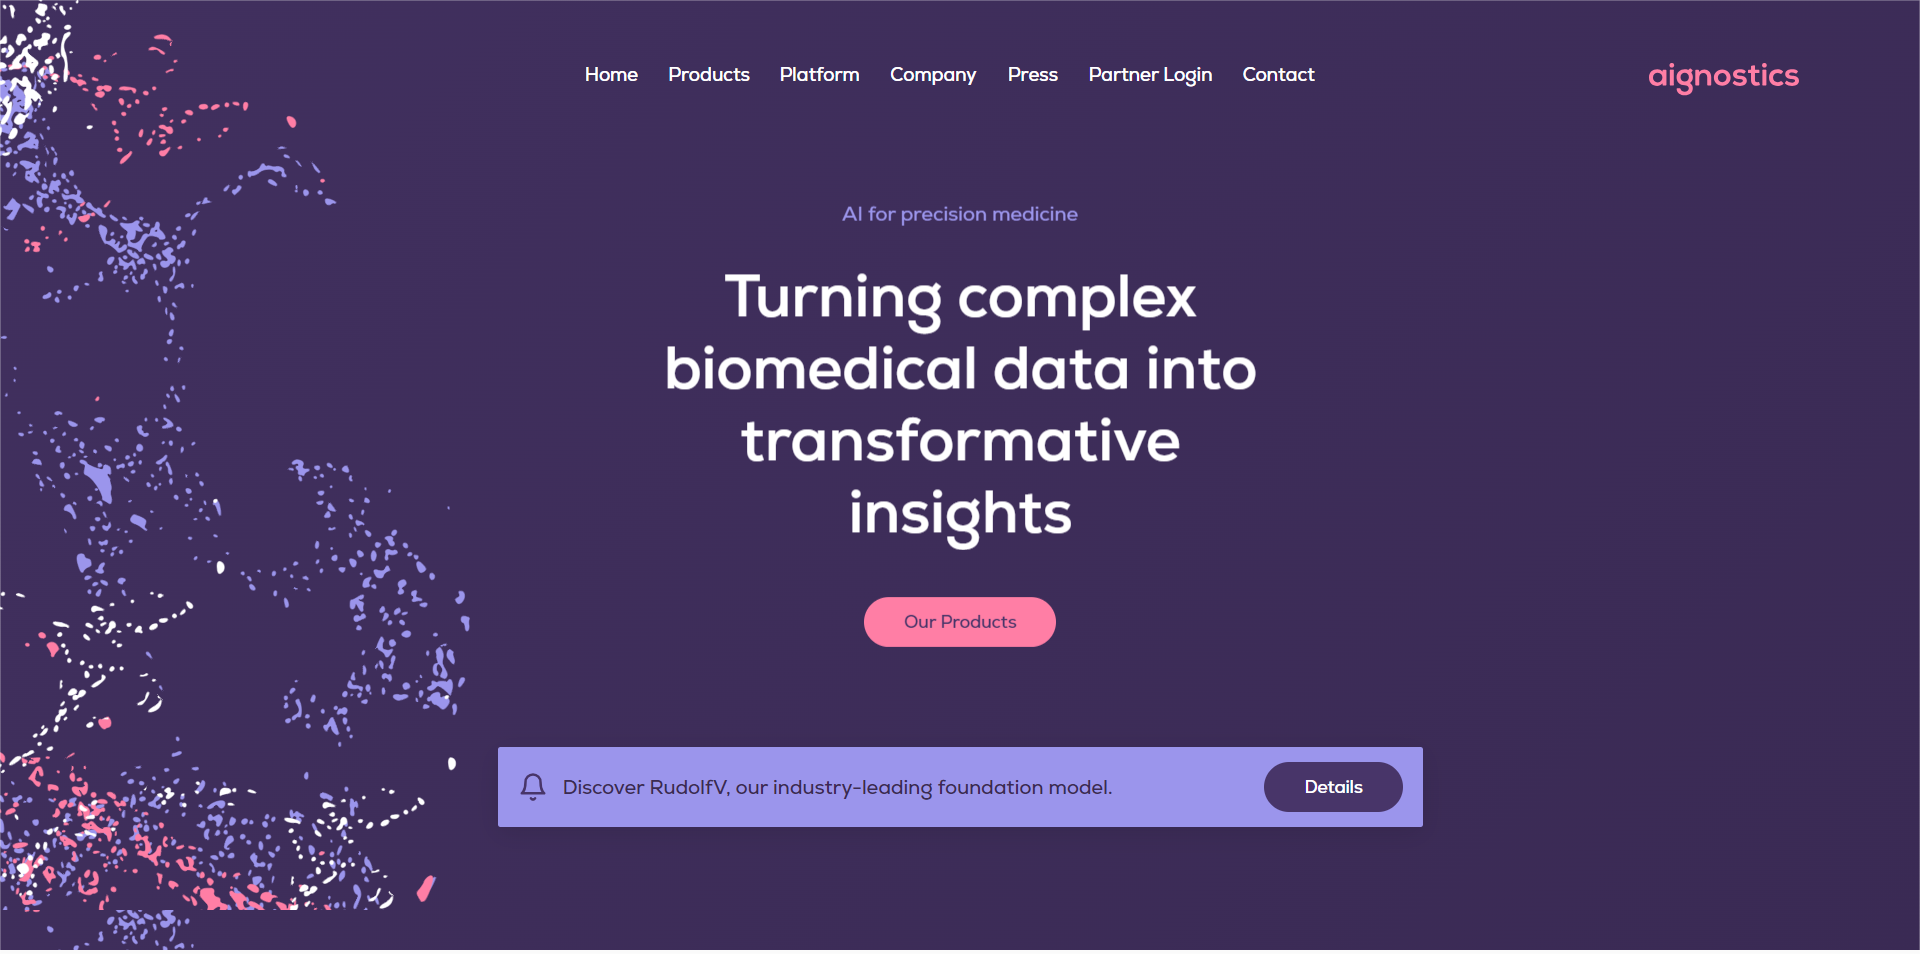 Home Products Platform Company Press Partner Login Contact
aignostics
AI for precision medicine
Turning complex
biomedical data into
transformative
insights
Our Products
Discover RudolfV, our industry-leading foundation model.
Details